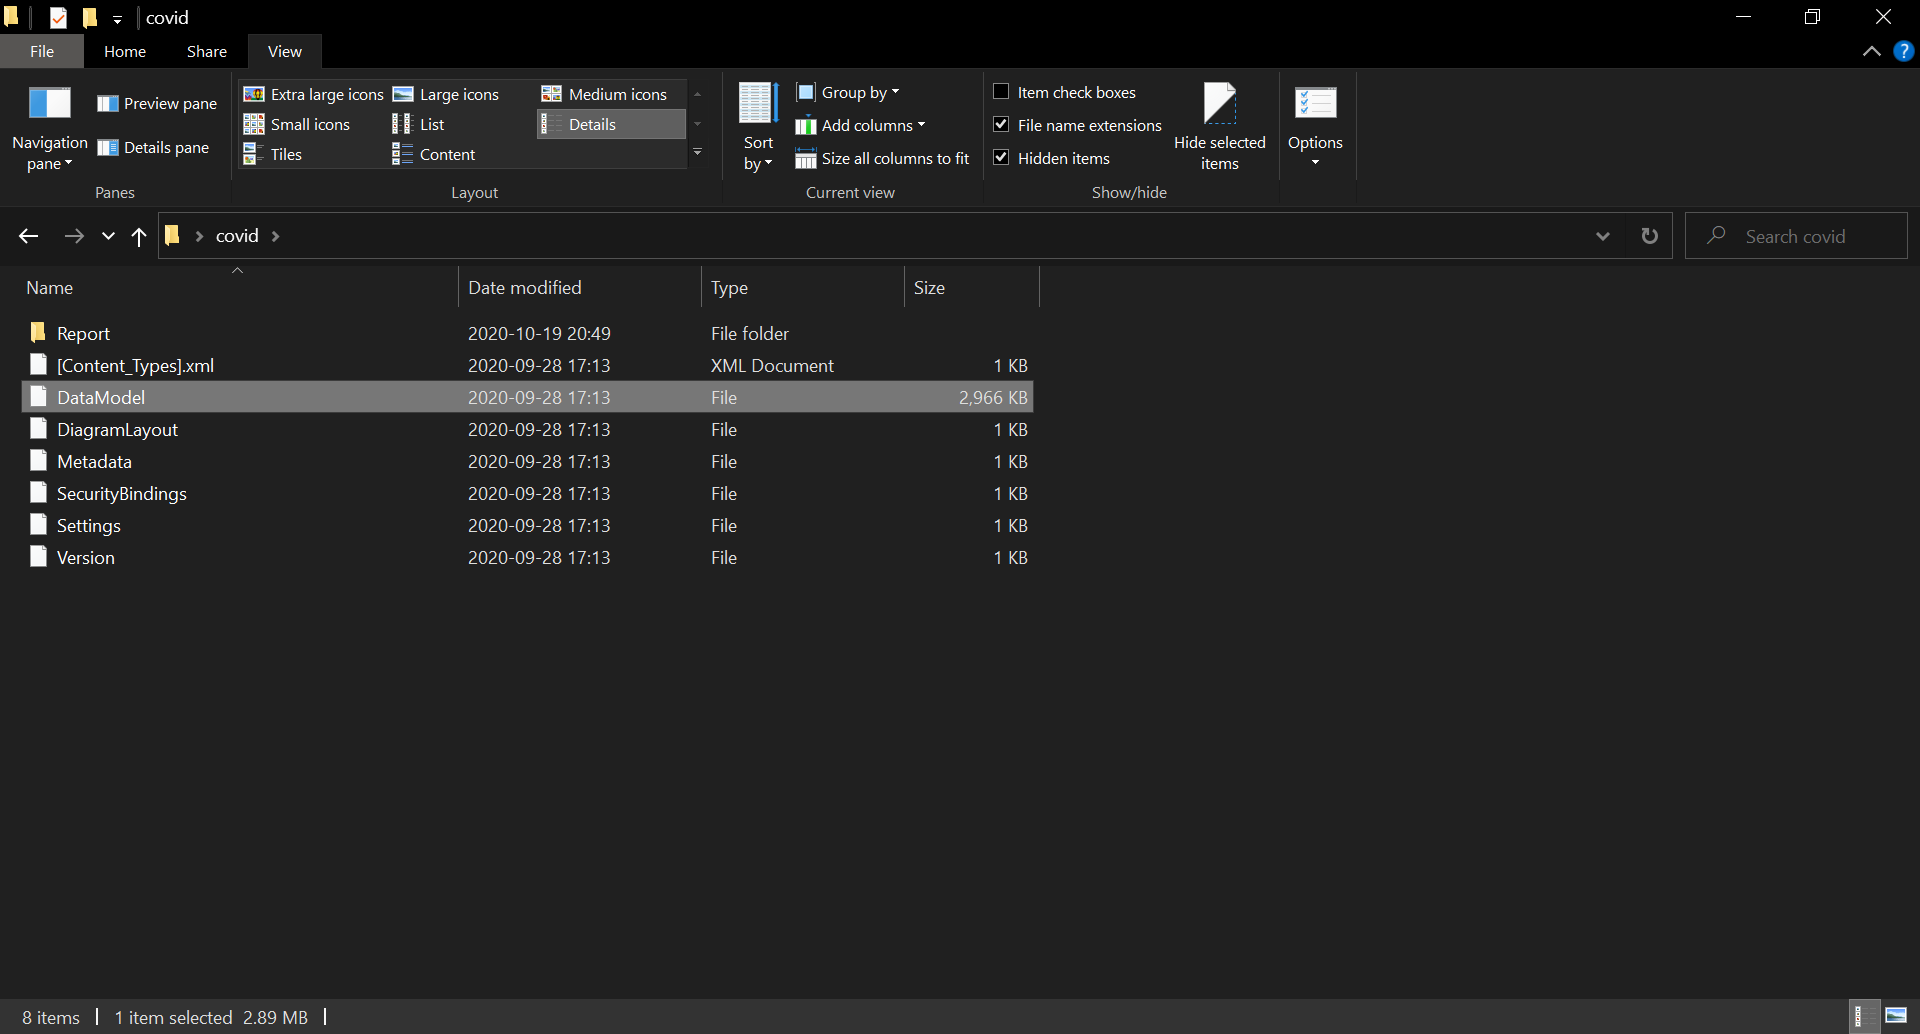 covid
File Home Share View
Navigation pane
Preview pane
Details pane
Panes
Extra large icons Large icons Medium icons
Small icons List Details
Tiles Content
Layout
Sort by
Group by
Add columns
Size all columns to fit
Current view
Item check boxes
File name extensions
Hidden items
Hide selected items
Show/hide
Options
covid
Search covid
Name Date modified Type Size
Report 2020-10-19 20:49 File folder
[Content_Types].xml 2020-09-28 17:13 XML Document 1 KB
DataModel 2020-09-28 17:13 File 2,966 KB
DiagramLayout 2020-09-28 17:13 File 1 KB
Metadata 2020-09-28 17:13 File 1 KB
SecurityBindings 2020-09-28 17:13 File 1 KB
Settings 2020-09-28 17:13 File 1 KB
Version 2020-09-28 17:13 File 1 KB
8 items 1 item selected 2.89 MB